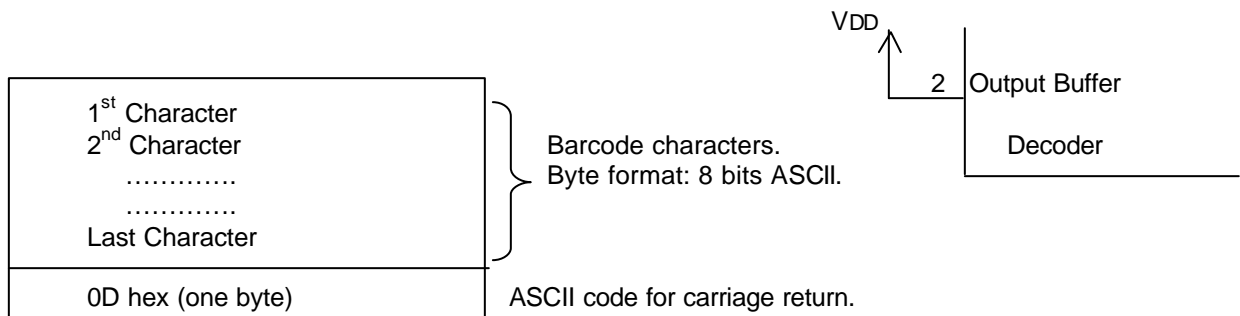 VDD
2 Output Buffer
Decoder
1st Character
2nd Character
………….
………….
Last Character
Barcode characters.
Byte format: 8 bits ASCII.
0D hex (one byte)
ASCII code for carriage return.